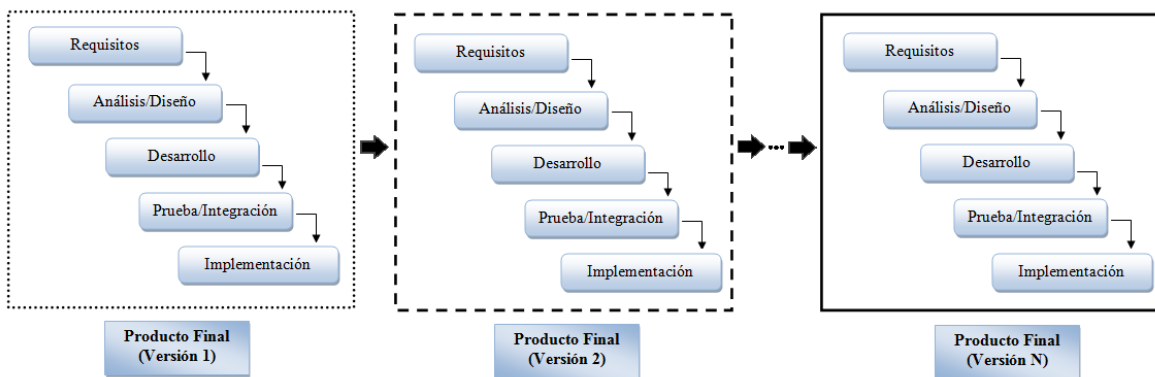 Requisitos
Análisis/Diseño
Desarrollo
Prueba/Integración
Implementación
Producto Final
(Versión 1)
Requisitos
Análisis/Diseño
Desarrollo
Prueba/Integración
Implementación
Producto Final
(Versión 2)
Requisitos
Análisis/Diseño
Desarrollo
Prueba/Integración
Implementación
Producto Final
(Versión N)